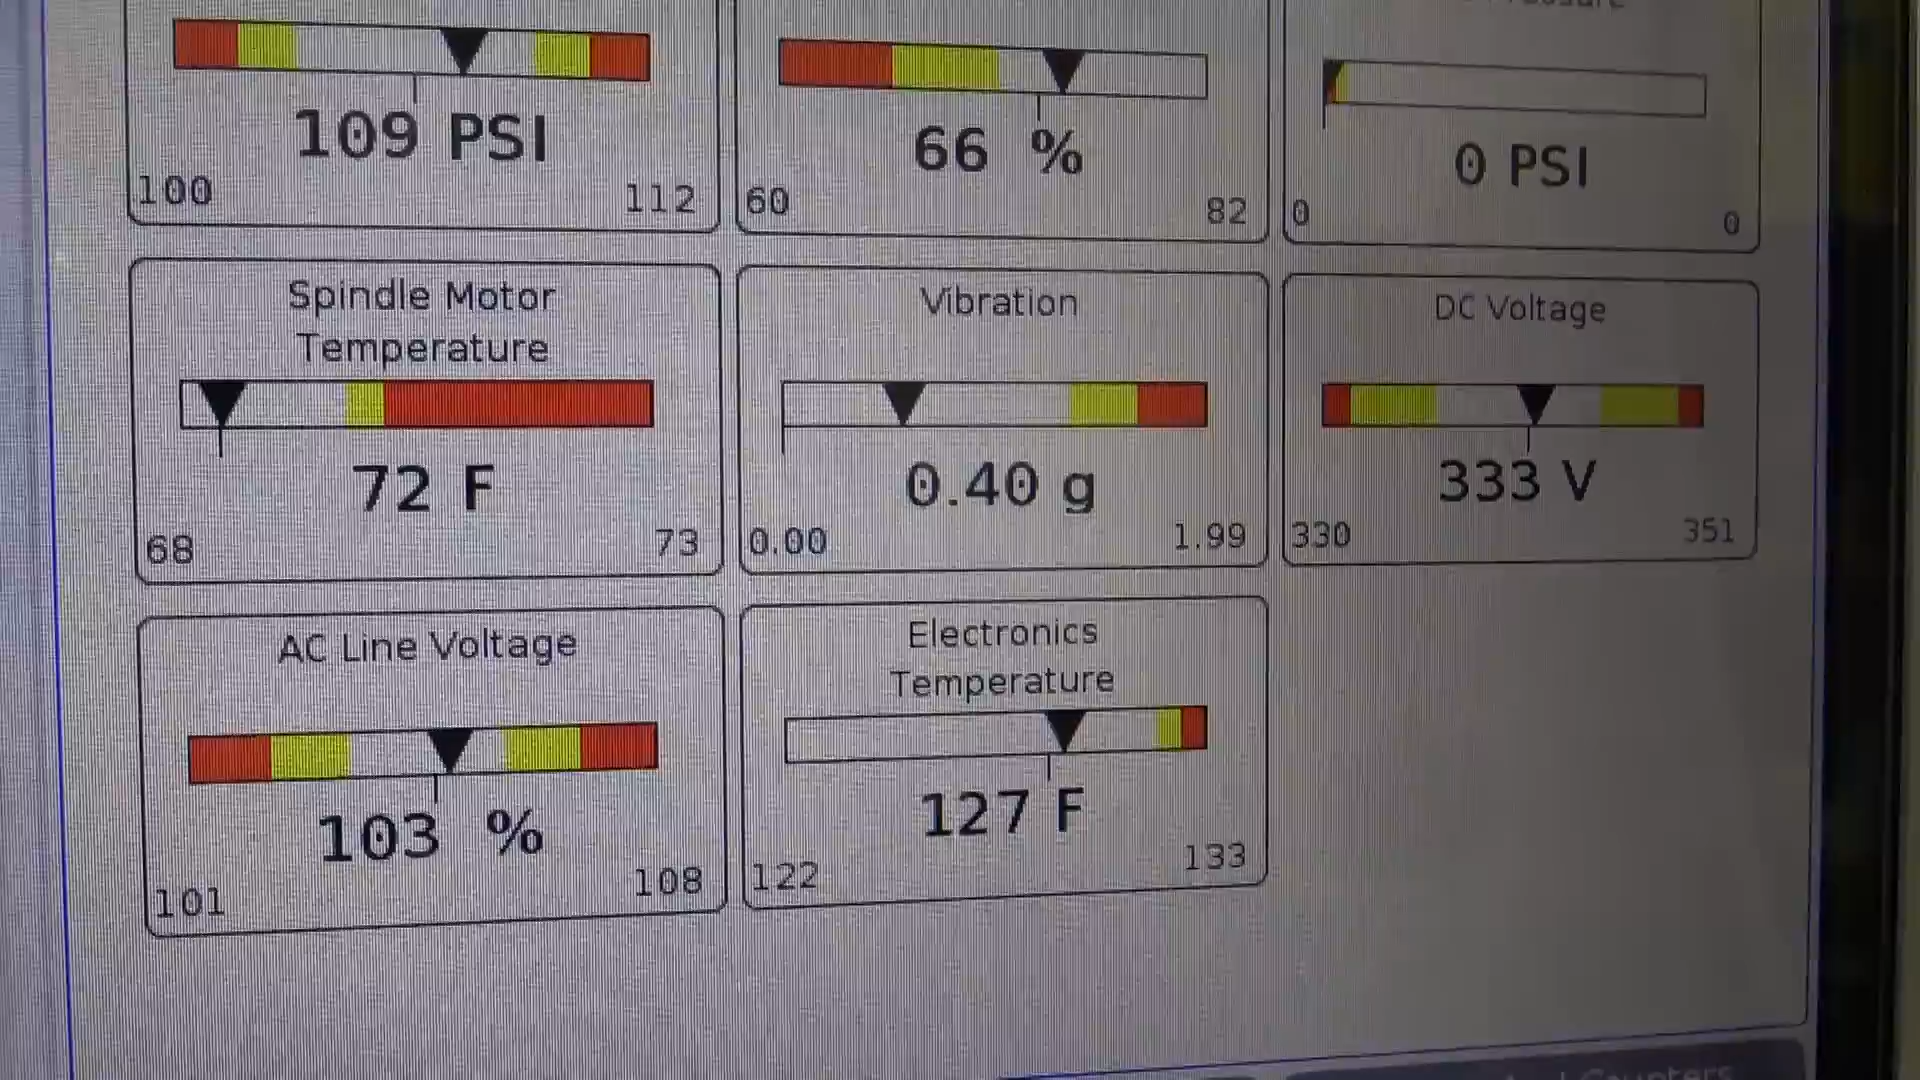 109 PSI
100 112
66 %
60 82
0 PSI
0 0
Spindle Motor
Temperature
72 F
68 73
Vibration
0.40 g
0.00 1.99
DC Voltage
333 V
330 351
AC Line Voltage
103 %
101 108
Electronics
Temperature
127 F
122 133